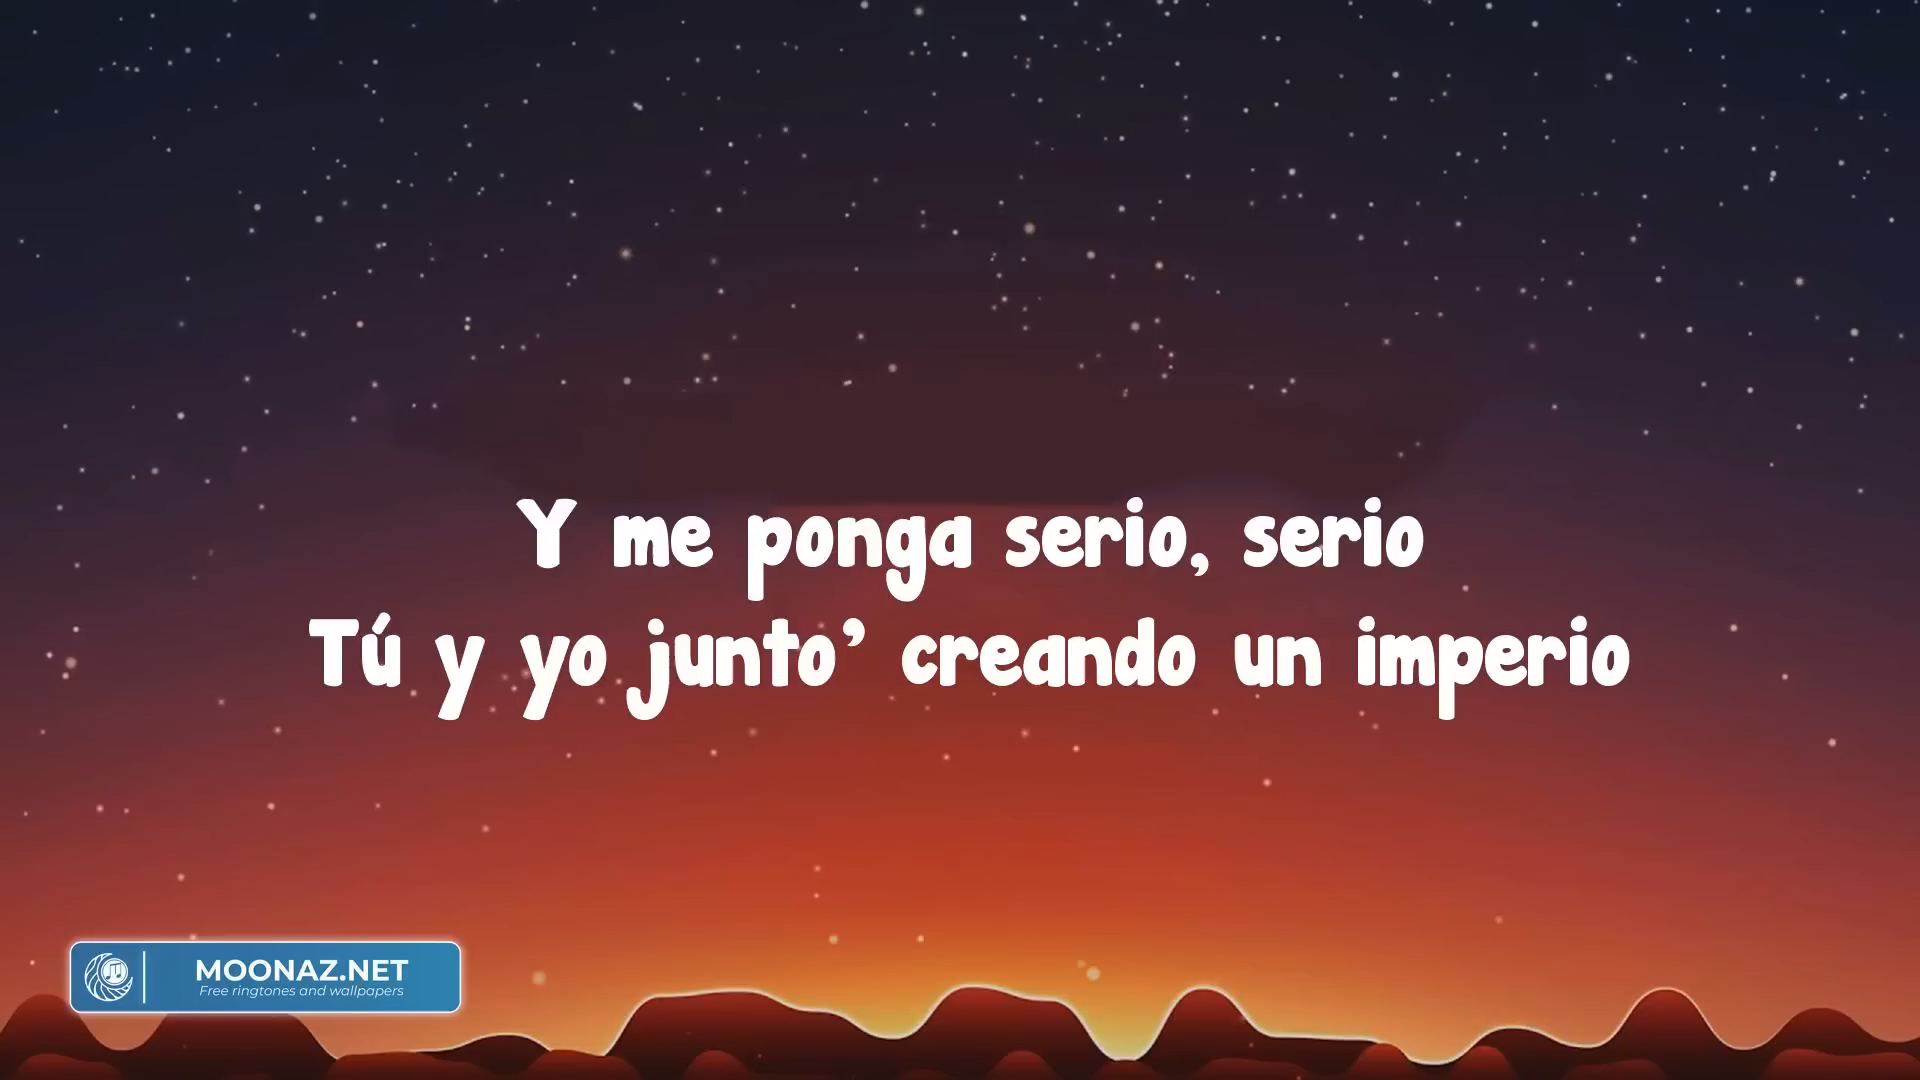 Y me ponga serio, serio
Tú y yo junto’ creando un imperio
MOONAZ.NET
Free ringtones and wallpapers